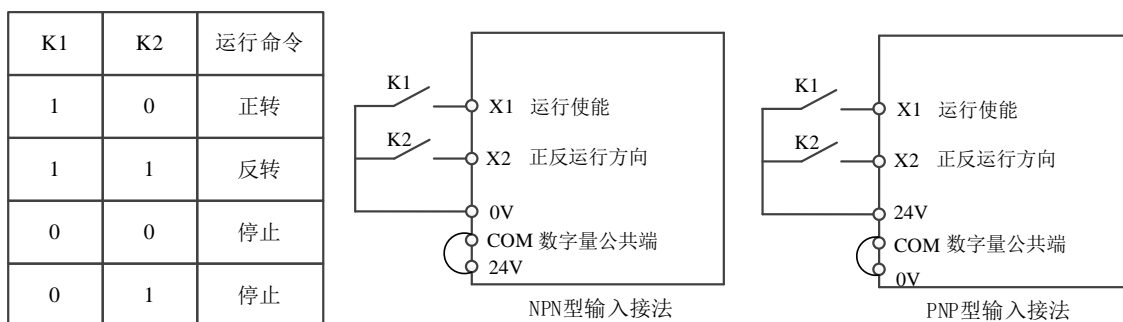 K1 K2 运行命令
1 0 正转
1 1 反转
0 0 停止
0 1 停止
K1
X1 运行使能
K2
X2 正反运行方向
0V
COM 数字量公共端
24V
NPN型输入接法
K1
X1 运行使能
K2
X2 正反运行方向
24V
COM 数字量公共端
0V
PNP型输入接法